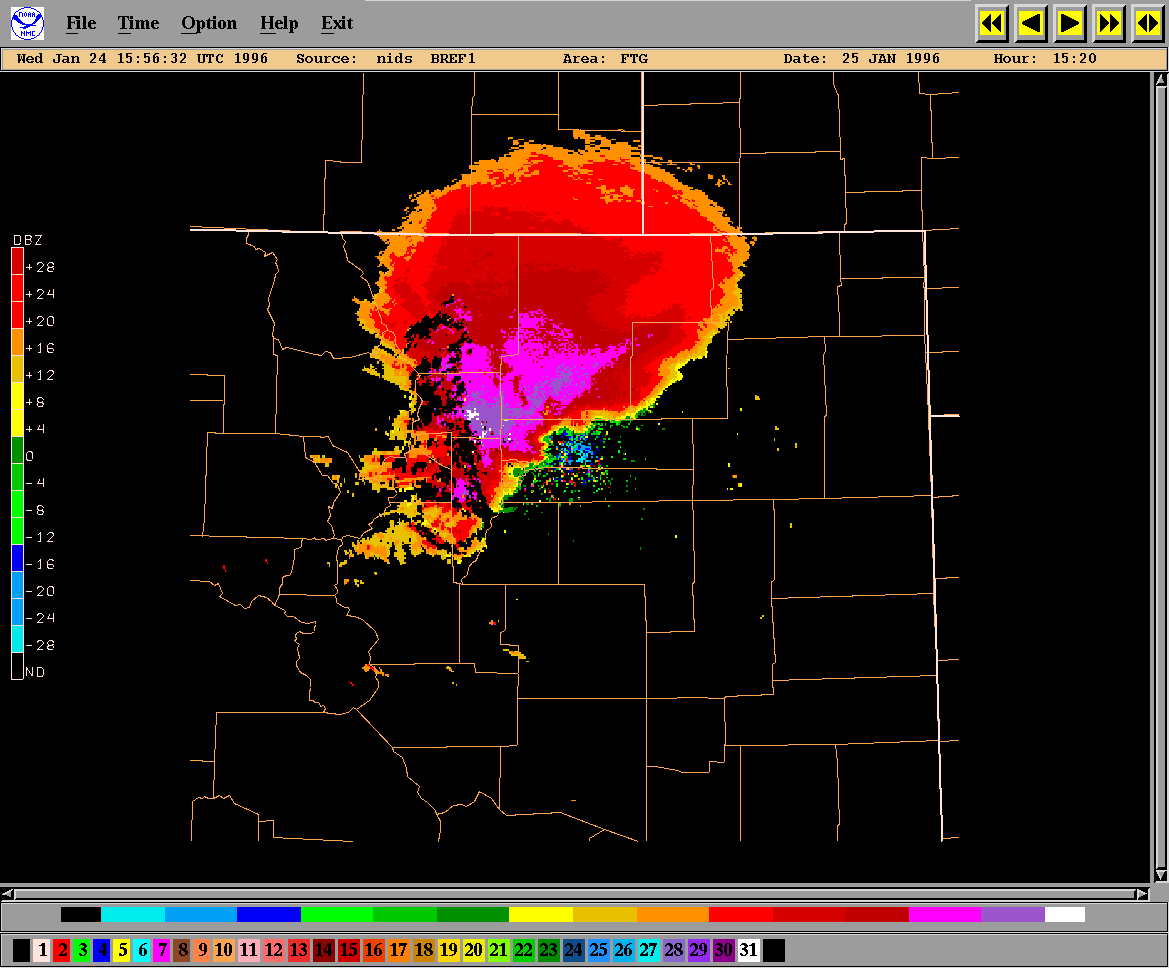 NOAA
NMC
File Time Option Help Exit
Wed Jan 24 15:56:32 UTC 1996 Source: nids BREF1 Area: FTG Date: 25 JAN 1996 Hour: 15:20
DBZ
+28
+24
+20
+16
+12
+8
+4
0
-4
-8
-12
-16
-20
-24
-28
ND
1 2 3 4 5 6 7 8 9 10 11 12 13 14 15 16 17 18 19 20 21 22 23 24 25 26 27 28 29 30 31